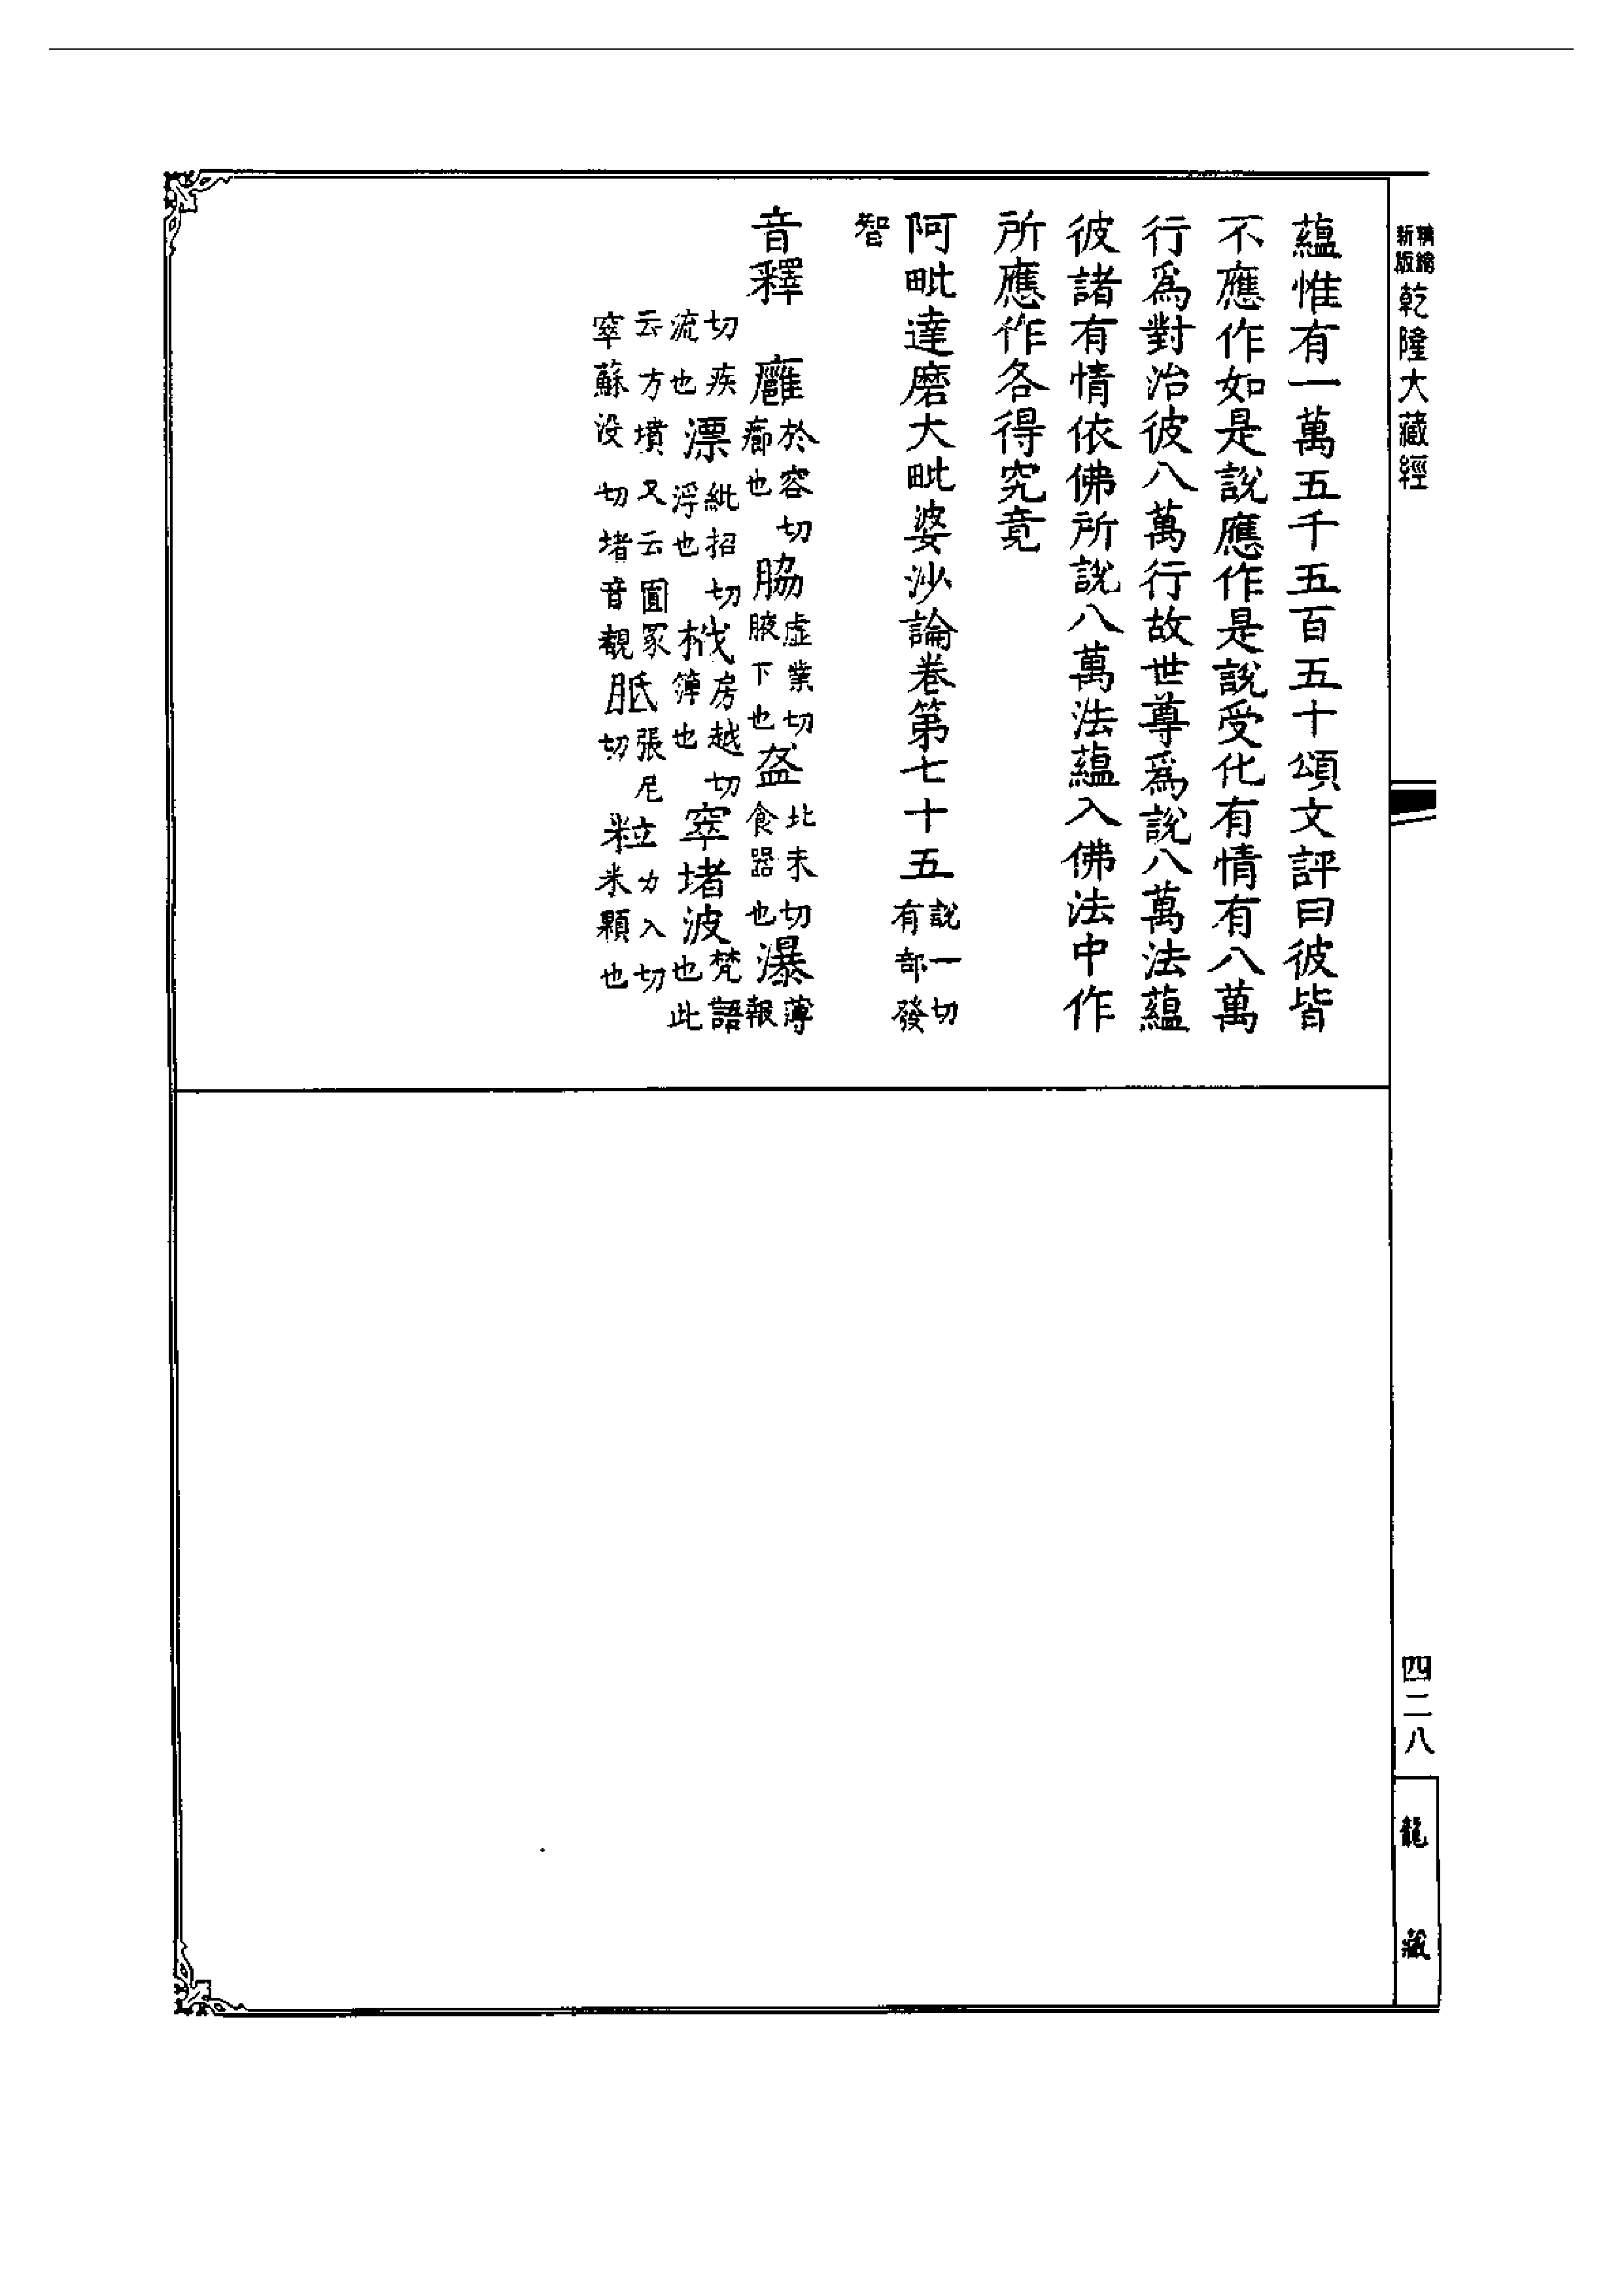 新版精縮乾隆大藏經
蘊惟有一萬五千五百五十頌文評曰彼皆
不應作如是說應作是說受化有情有八萬
行為對治彼八萬行故世尊為說八萬法蘊
彼諸有情依佛所說八萬法蘊入佛法中作
所應作各得究竟
阿毗達磨大毗婆沙論卷第七十五說一切有部發
智
音釋 癰於容切癤也脇虛業切腋下也盋北末切食器也瀑薄報
切疾流也漂紕招切浮也栰房越切簰也窣堵波梵語也此
云方墳又云圓冢窣蘇沒切堵音覩胝張尼切粒力入切米顆也
四二八
龍藏